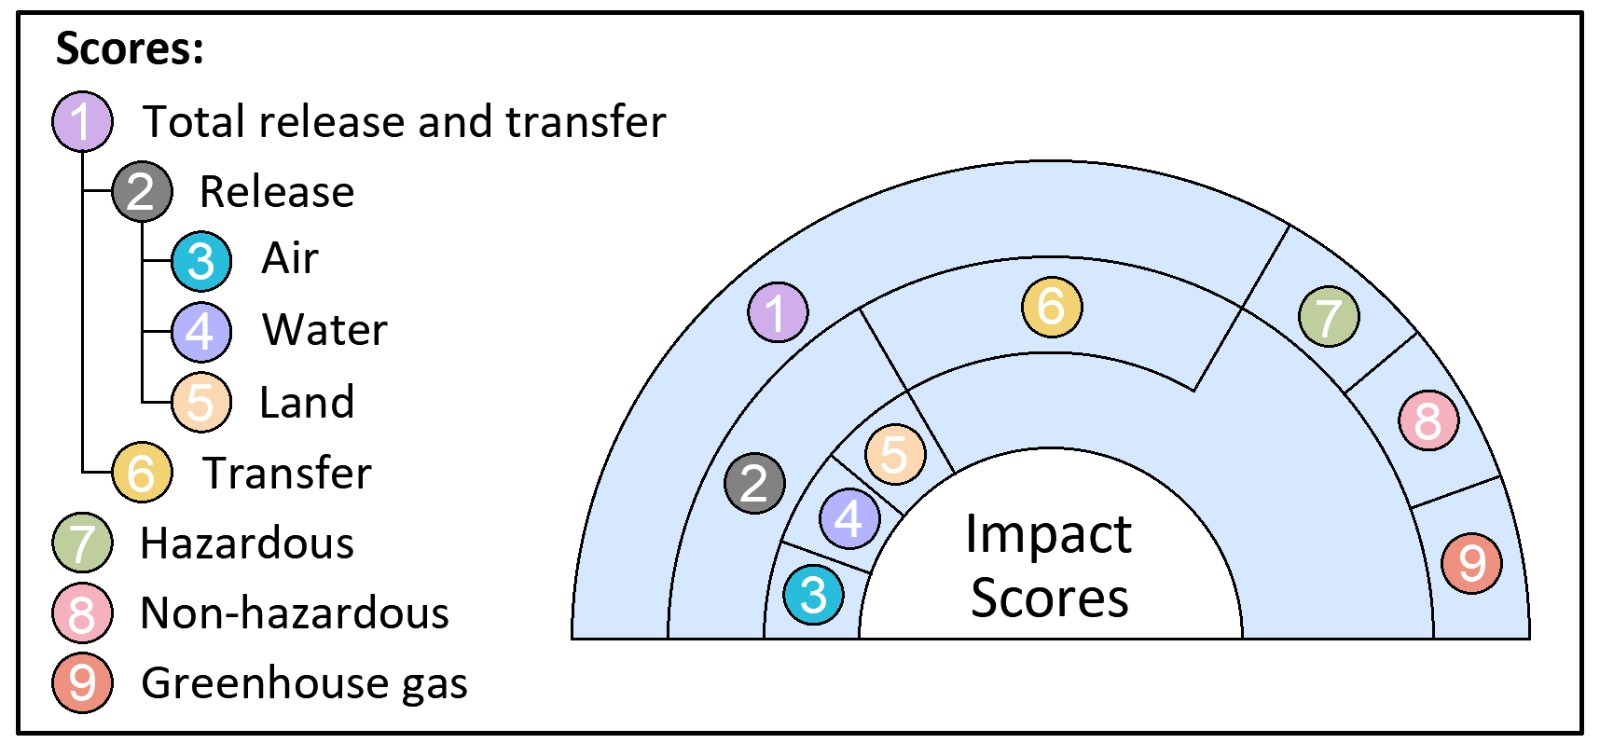 Scores:
1 Total release and transfer
2 Release
3 Air
4 Water
5 Land
6 Transfer
7 Hazardous
8 Non-hazardous
9 Greenhouse gas
1
2
3
4
5
6
7
8
9
Impact
Scores